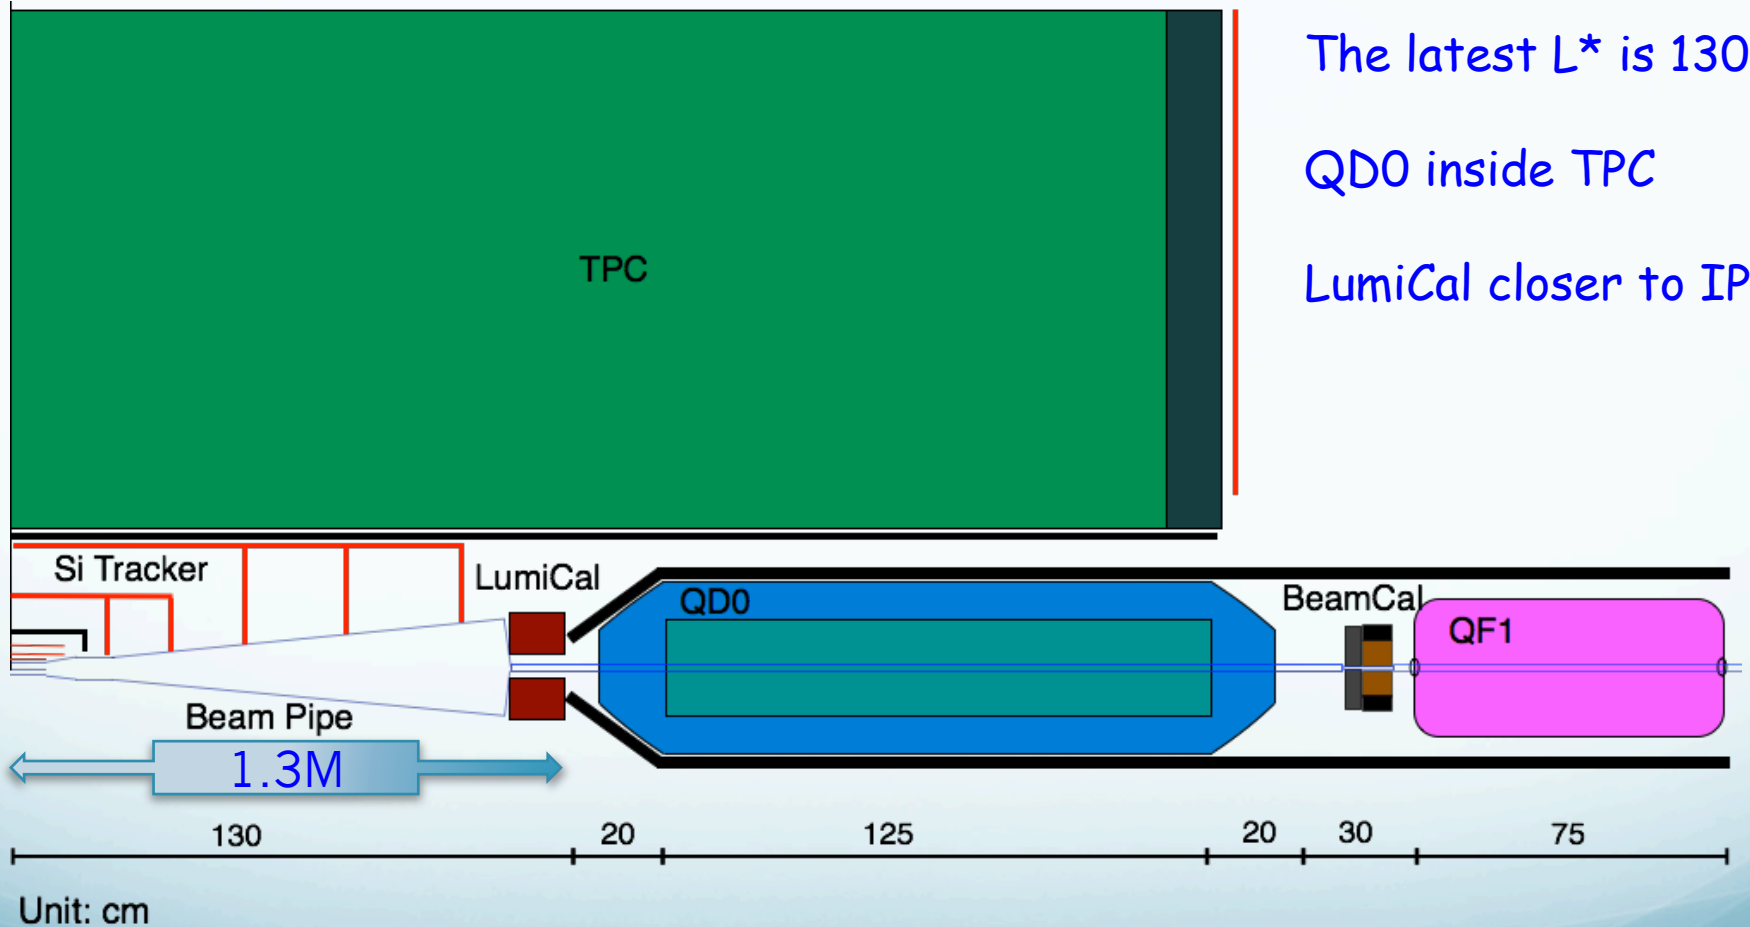 The latest L* is 130
QD0 inside TPC
LumiCal closer to IP
TPC
Si Tracker
LumiCal
QD0
BeamCal
QF1
Beam Pipe
1.3M
130 20 125 20 30 75
Unit: cm